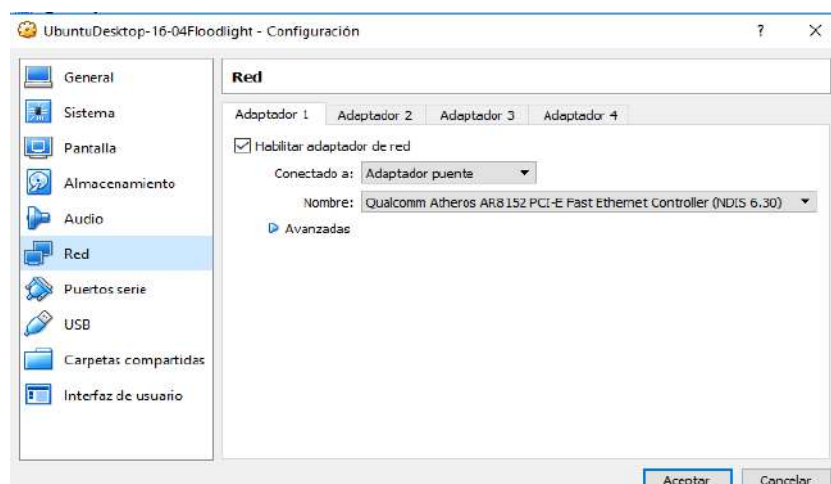 UbuntuDesktop-16-04Floodlight - Configuración ? ×
General
Sistema
Pantalla
Almacenamiento
Audio
Red
Puertos serie
USB
Carpetas compartidas
Interfaz de usuario
Red
Adaptador 1 Adaptador 2 Adaptador 3 Adaptador 4
Habilitar adaptador de red
Conectado a: Adaptador puente
Nombre: Qualcomm Atheros AR8152 PCI-E Fast Ethernet Controller (NDIS 6.30)
Avanzadas
Aceptar Cancelar